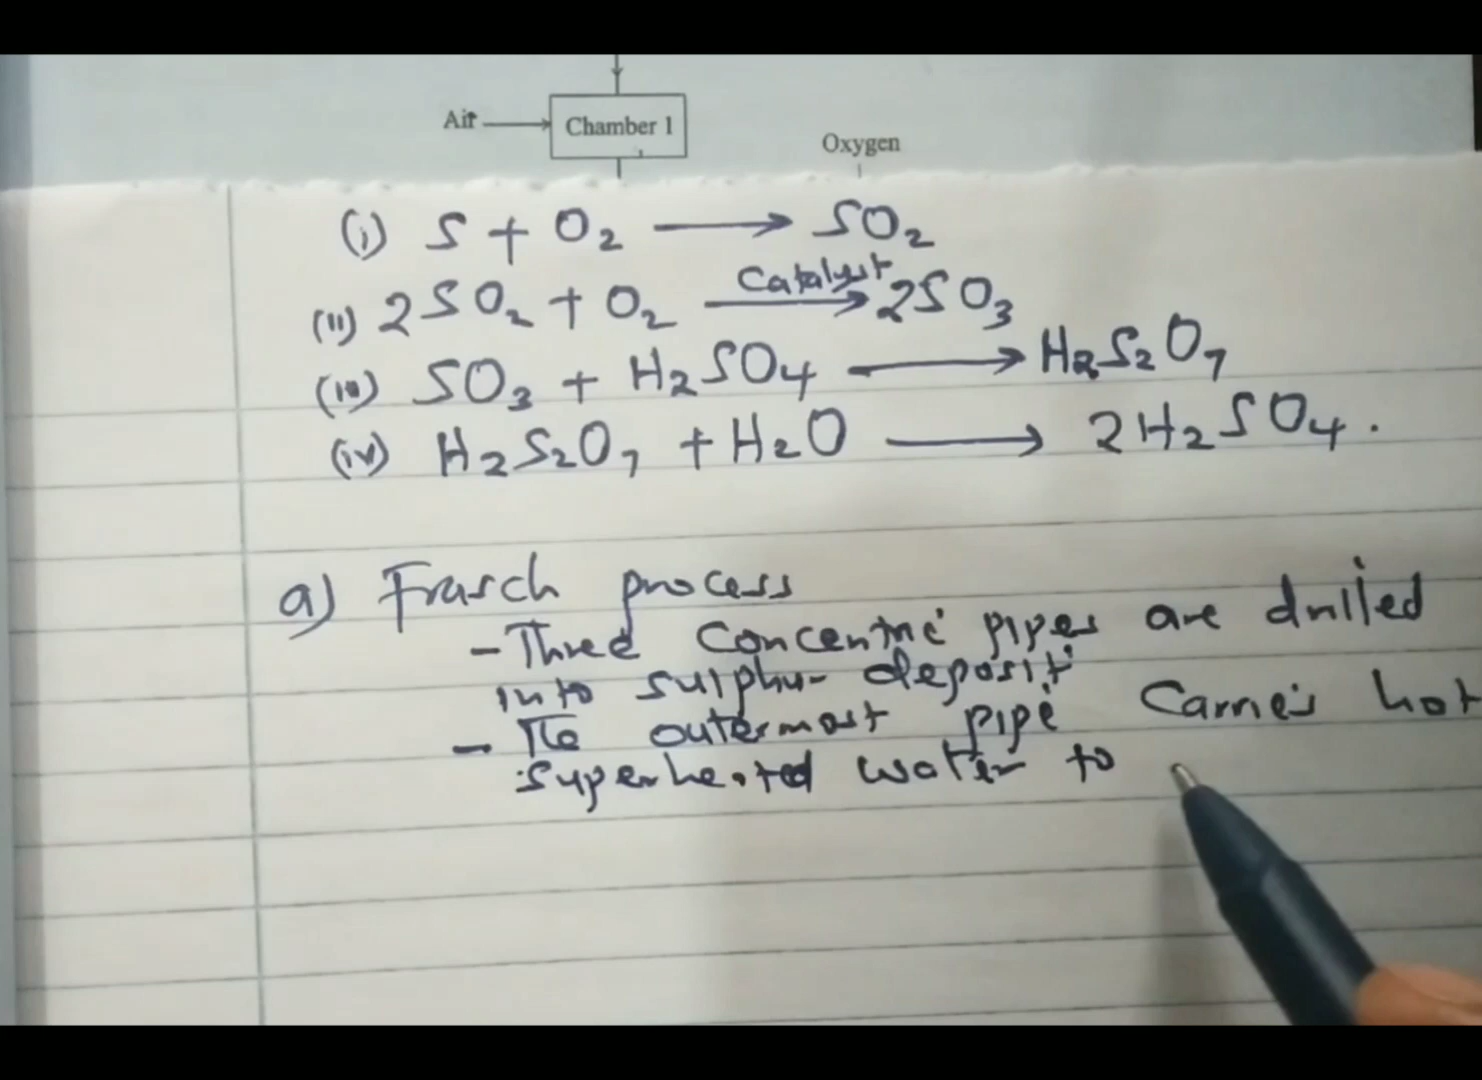 Air
Chamber 1
Oxygen
(i) S + O₂ ⟶ SO₂
(ii) 2SO₂ + O₂ ⟶ Catalyst 2SO₃
(iii) SO₃ + H₂SO₄ ⟶ H₂S₂O₇
(iv) H₂S₂O₇ + H₂O ⟶ 2H₂SO₄.
a) Frasch process
- Three Concentric pipes are drilled
into sulphur deposit
- The outermost pipe Carries hot
superheated water to